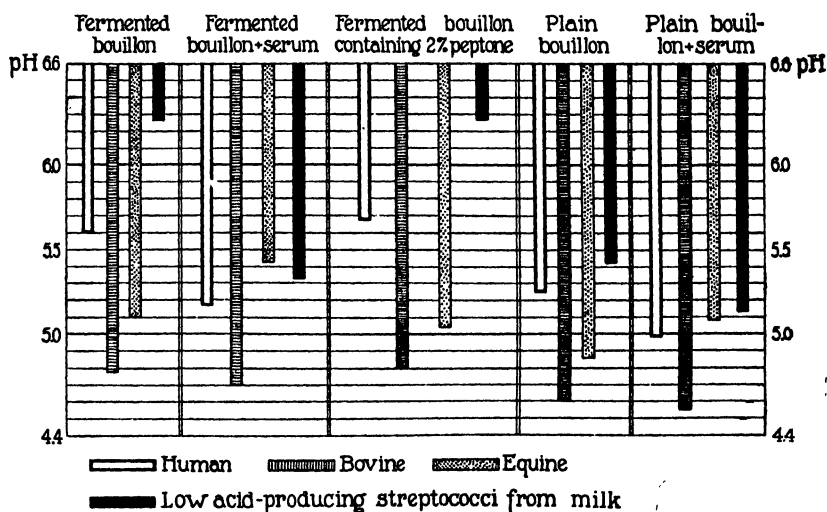 Fermented bouillon
Fermented bouillon+serum
Fermented bouillon containing 2% peptone
Plain bouillon
Plain bouil-
lon+serum
pH 6.6
6.0
5.5
5.0
4.4
6.6 pH
6.0
5.5
5.0
4.4
Human
Bovine
Equine
Low acid-producing streptococci from milk